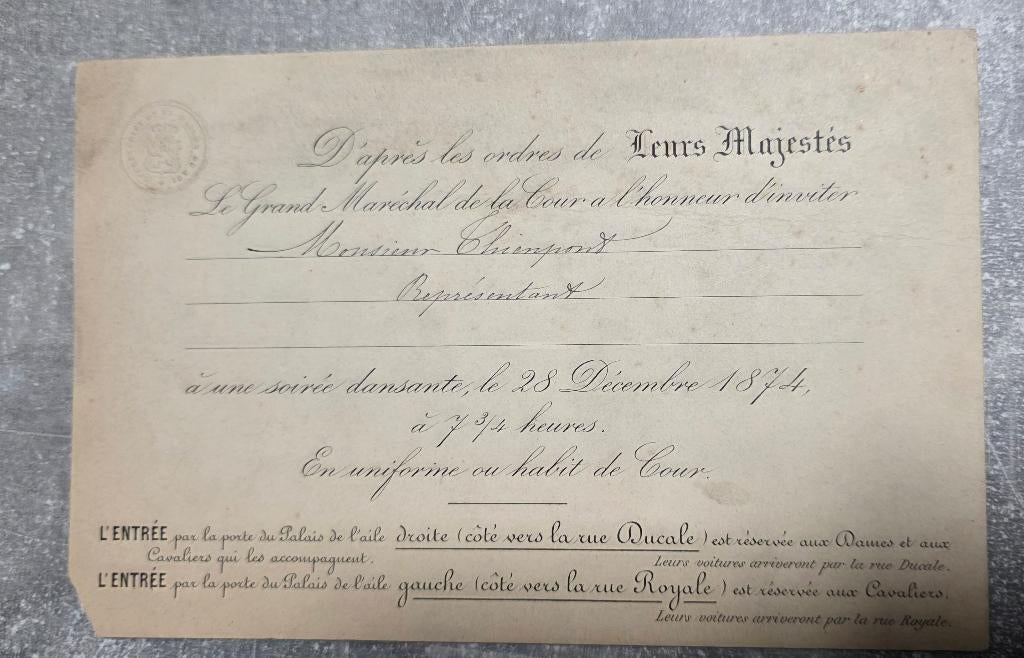 D'après les ordres de Leurs Majestés
Le Grand Maréchal de la Cour a l'honneur d'inviter
Monsieur Thienpont
Représentant
à une soirée dansante, le 28 Décembre 1874,
à 7 3/4 heures.
En uniforme ou habit de Cour.
L'ENTRÉE par la porte du Palais de l'aile droite (côté vers la rue Ducale) est réservée aux Dames et aux
Cavaliers qui les accompagnent.
Leurs voitures arriveront par la rue Ducale.
L'ENTRÉE par la porte du Palais de l'aile gauche (côté vers la rue Royale) est réservée aux Cavaliers.
Leurs voitures arriveront par la rue Royale.